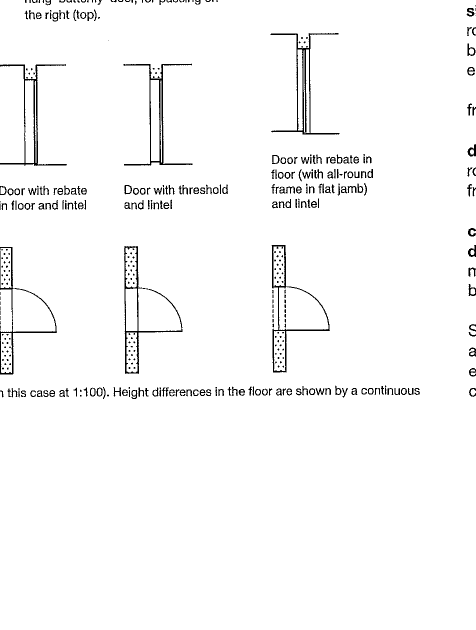 the right (top).
Door with rebate
in floor and lintel
Door with threshold
and lintel
Door with rebate in
floor (with all-round
frame in flat jamb)
and lintel
this case at 1:100). Height differences in the floor are shown by a continuous